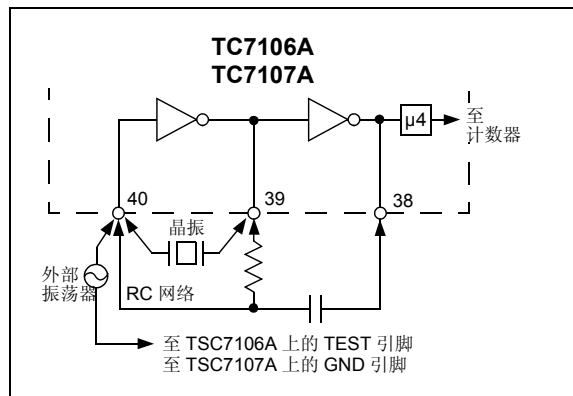 TC7106A
TC7107A
µ4
至
计数器
40
39
38
晶振
外部
振荡器
RC 网络
至 TSC7106A 上的 TEST 引脚
至 TSC7107A 上的 GND 引脚